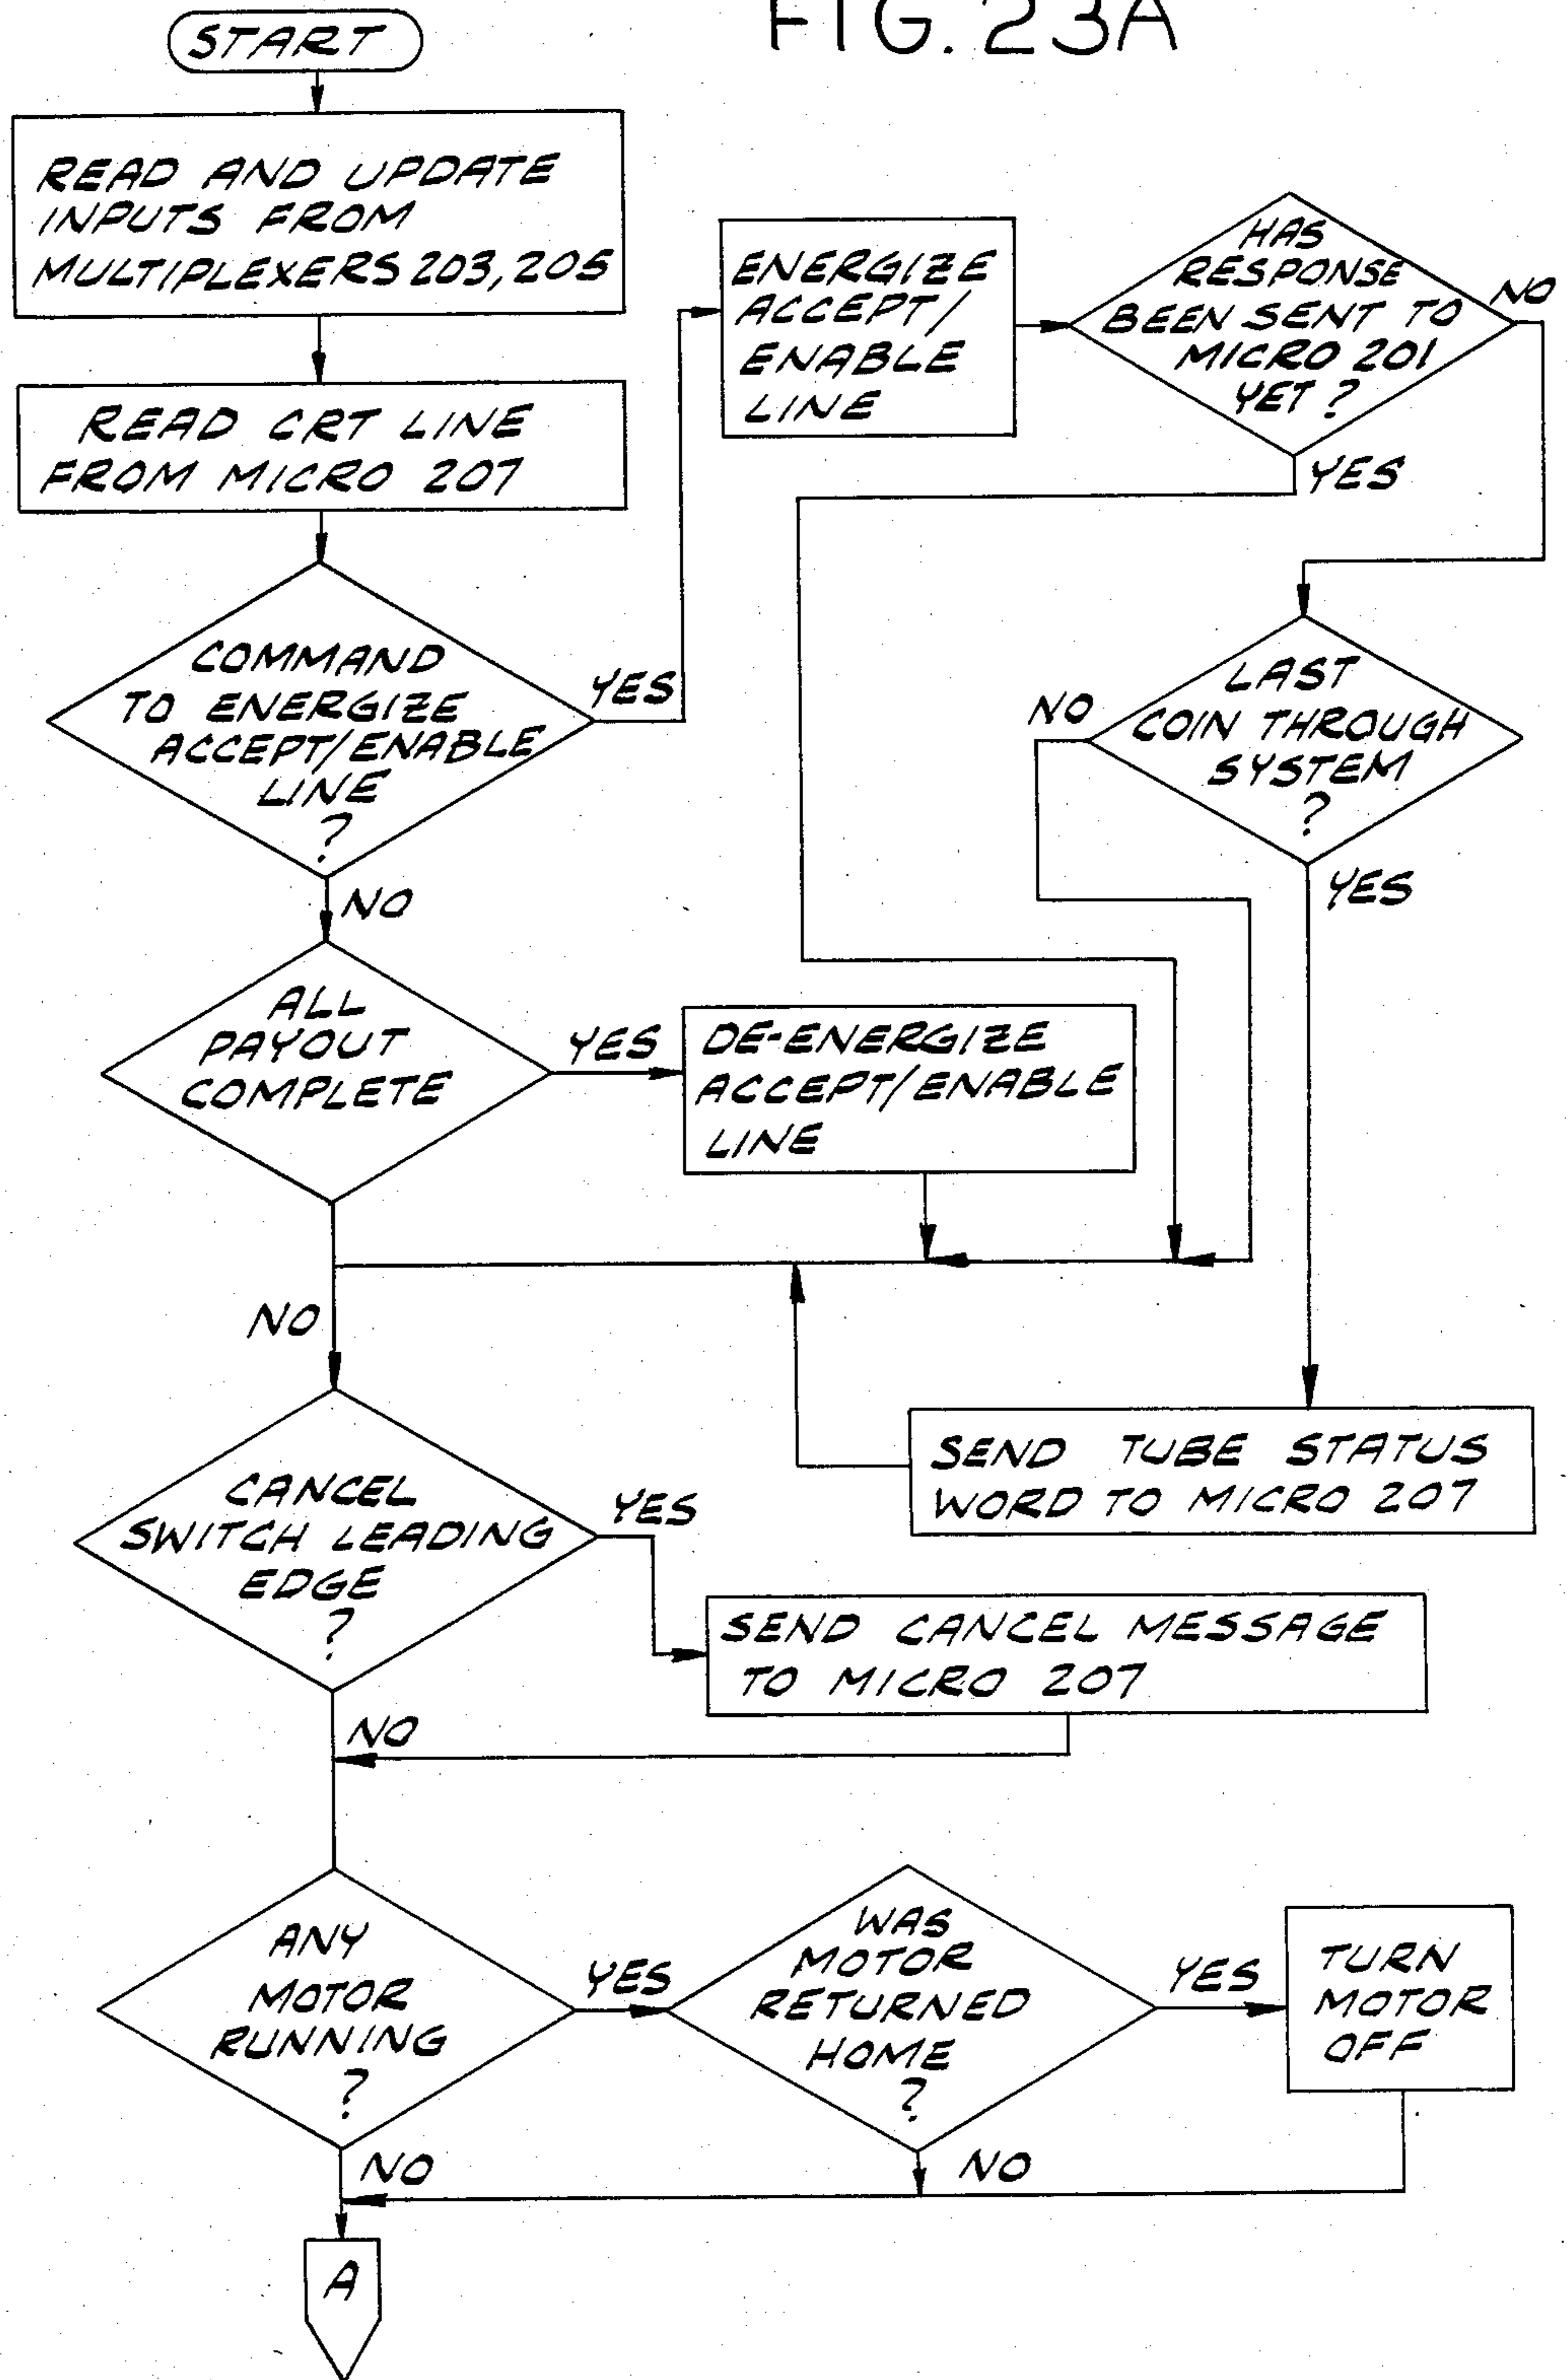 FIG. 23A
START
READ AND UPDATE
INPUTS FROM
MULTIPLEXERS 203, 205
READ CRT LINE
FROM MICRO 207
COMMAND
TO ENERGIZE
ACCEPT/ENABLE
LINE
?
YES
NO
ENERGIZE
ACCEPT/
ENABLE
LINE
HAS
RESPONSE
BEEN SENT TO
MICRO 201
YET ?
NO
YES
LAST
COIN THROUGH
SYSTEM
?
NO
YES
ALL
PAYOUT
COMPLETE
YES
DE-ENERGIZE
ACCEPT/ENABLE
LINE
NO
SEND TUBE STATUS
WORD TO MICRO 207
CANCEL
SWITCH LEADING
EDGE
?
YES
SEND CANCEL MESSAGE
TO MICRO 207
NO
ANY
MOTOR
RUNNING
?
YES
WAS
MOTOR
RETURNED
HOME
?
YES
TURN
MOTOR
OFF
NO
NO
A